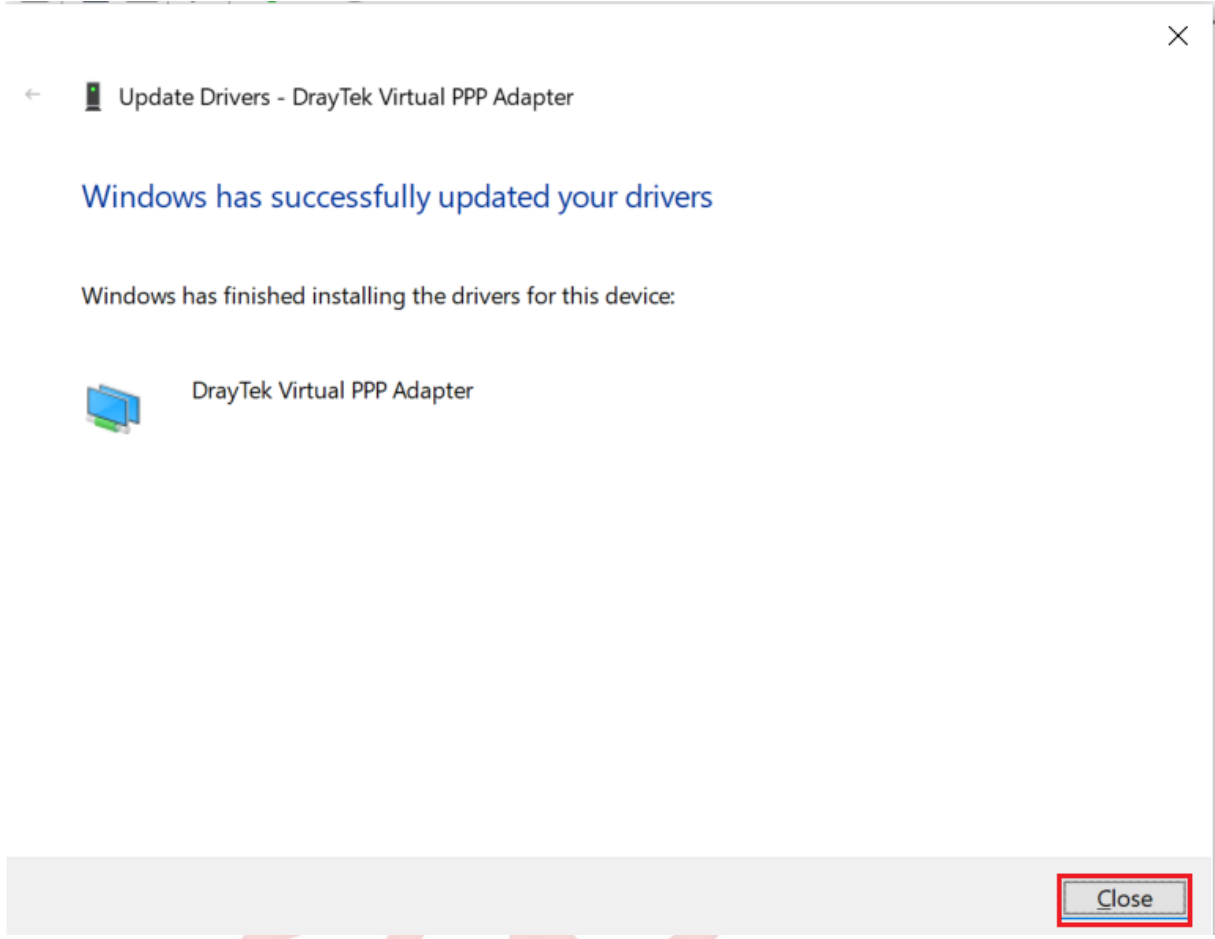 Update Drivers - DrayTek Virtual PPP Adapter
Windows has successfully updated your drivers
Windows has finished installing the drivers for this device:
DrayTek Virtual PPP Adapter
Close